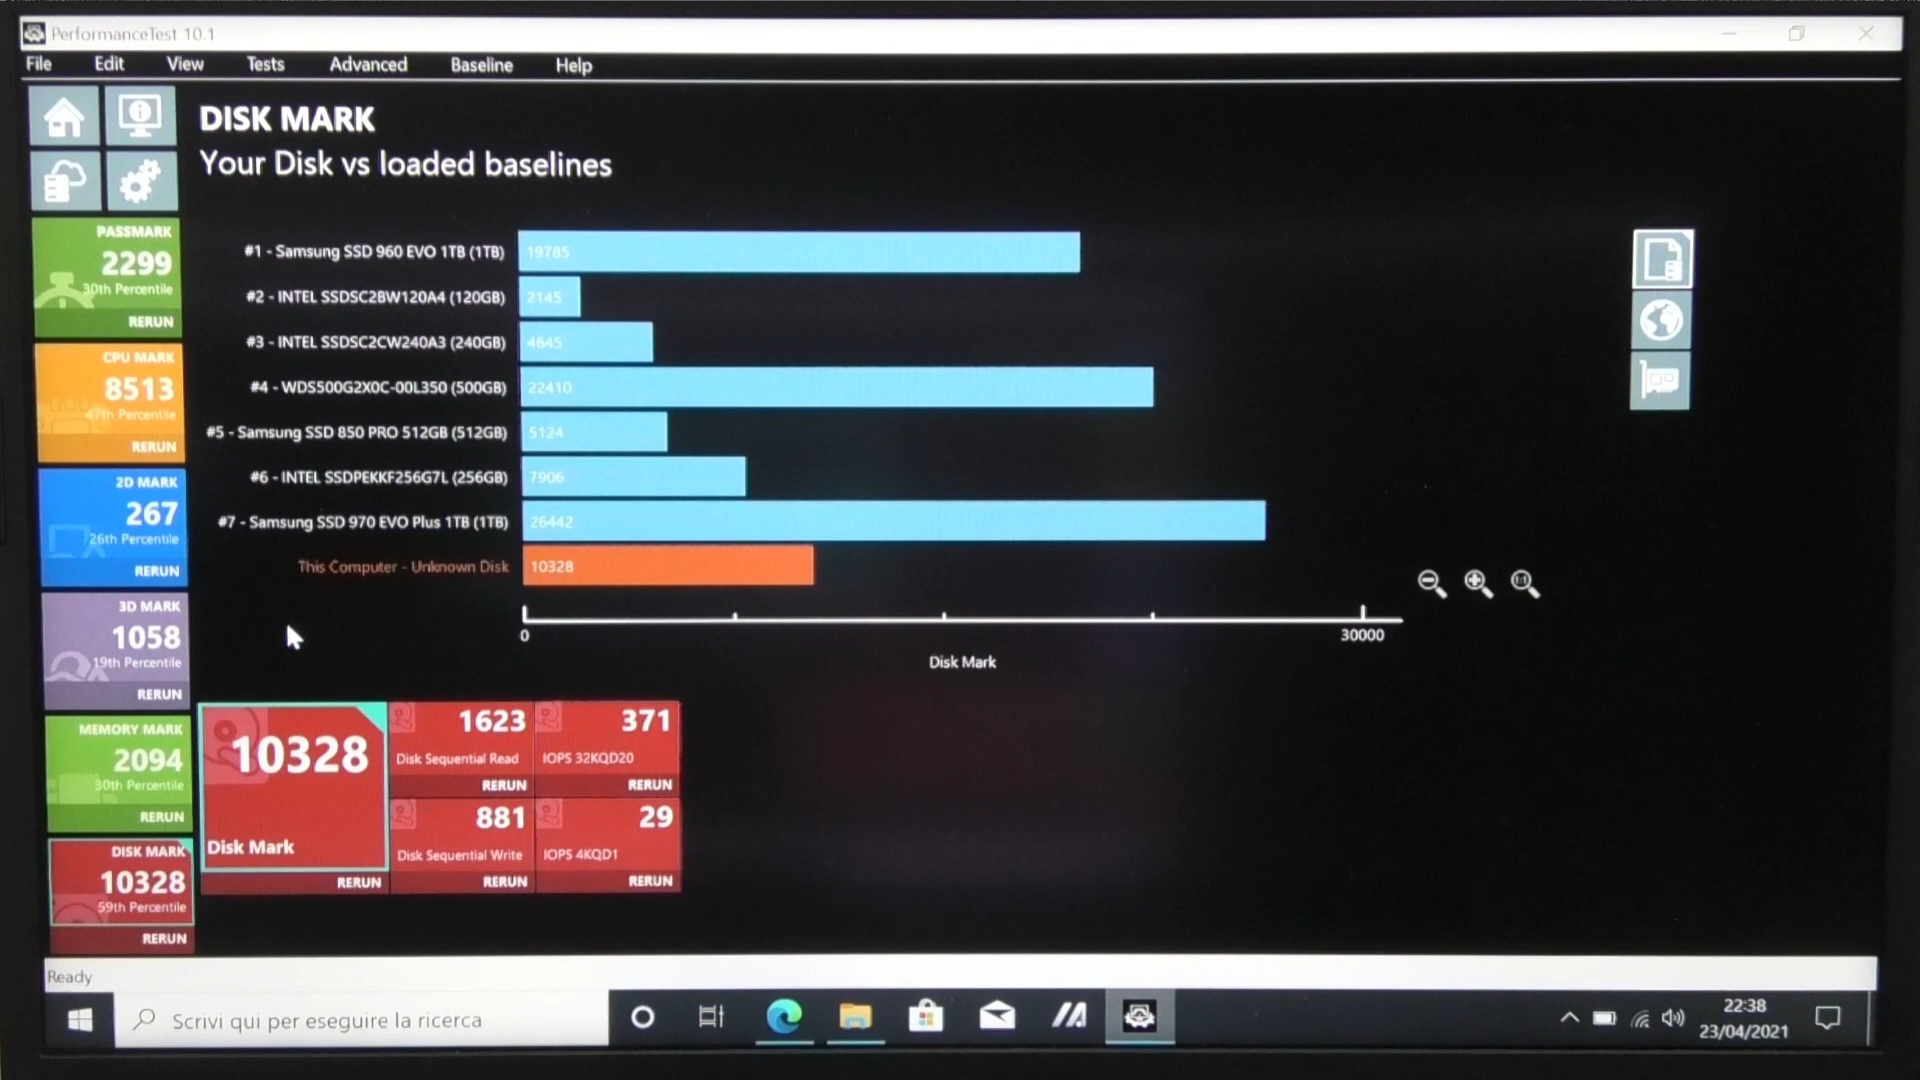 PerformanceTest 10.1
File Edit View Tests Advanced Baseline Help
DISK MARK
Your Disk vs loaded baselines
PASSMARK
2299
30th Percentile
RERUN
CPU MARK
8513
47th Percentile
RERUN
2D MARK
267
26th Percentile
RERUN
3D MARK
1058
19th Percentile
RERUN
MEMORY MARK
2094
30th Percentile
RERUN
DISK MARK
10328
59th Percentile
RERUN
#1 - Samsung SSD 960 EVO 1TB (1TB) 19785
#2 - INTEL SSDSC2BW120A4 (120GB) 2145
#3 - INTEL SSDSC2CW240A3 (240GB) 4645
#4 - WDS500G2X0C-00L350 (500GB) 22410
#5 - Samsung SSD 850 PRO 512GB (512GB) 5124
#6 - INTEL SSDPEKKF256G7L (256GB) 7906
#7 - Samsung SSD 970 EVO Plus 1TB (1TB) 26442
This Computer - Unknown Disk 10328
0 30000
Disk Mark
10328
Disk Mark
RERUN
1623
Disk Sequential Read
RERUN
371
IOPS 32KQD20
RERUN
881
Disk Sequential Write
RERUN
29
IOPS 4KQD1
RERUN
Ready
Scrivi qui per eseguire la ricerca
22:38
23/04/2021